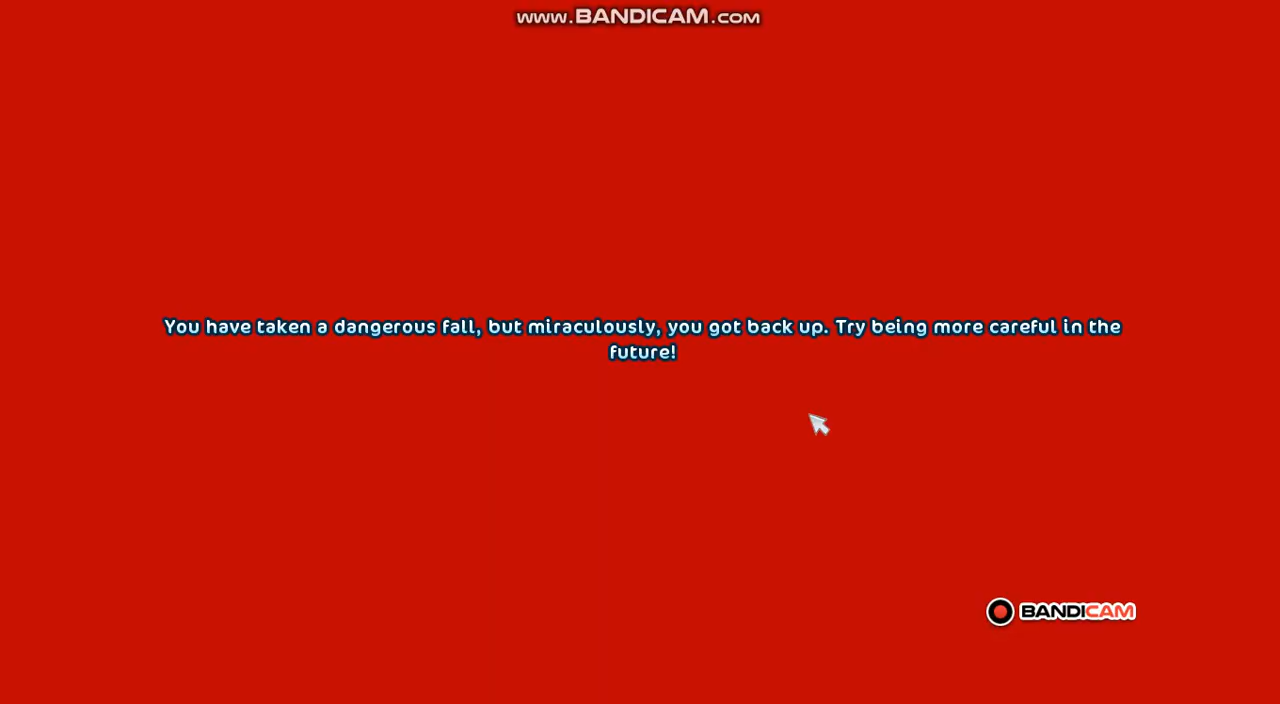 www.BANDICAM.com
You have taken a dangerous fall, but miraculously, you got back up. Try being more careful in the
future!
BANDICAM